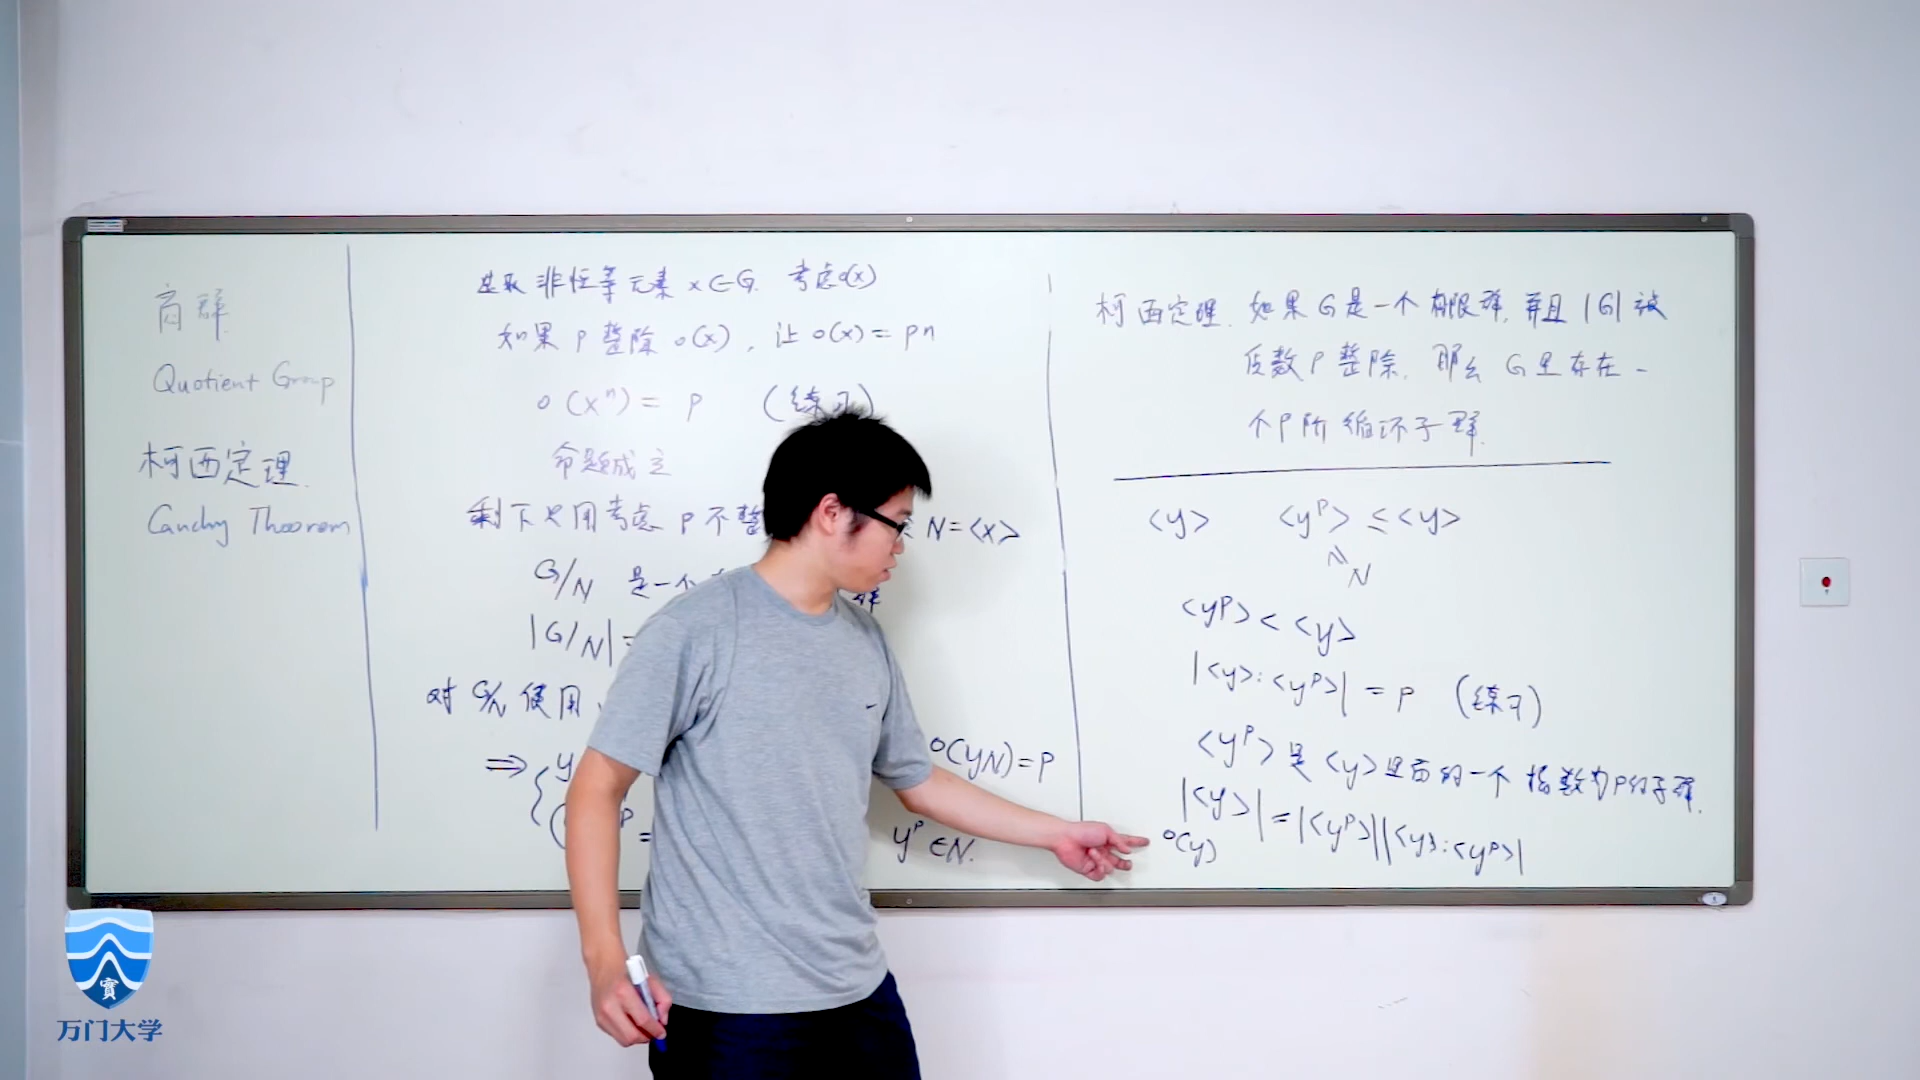 商群
Quotient Group
柯西定理.
Cauchy Theorem
选取非恒等元素 x∈G. 考虑o(x)
如果 p 整除 o(x), 让 o(x) = pn
o(xⁿ) = p (练习)
命题成立
剩下只用考虑 p 不整 N=<x>
G/N 是一个 群
|G/N| =
对 G/N 使用
⇒ { y o(yN)=p
p = yᵖ∈N.
柯西定理. 如果 G 是一个有限群, 并且 |G| 被
质数 p 整除. 那么 G 里存在一
个 p 阶循环子群.
<y> <yᵖ> ≤ <y>
N
<yᵖ> < <y>
|<y>:<yᵖ>| = p (练习)
<yᵖ> 是 <y> 里面的一个指数为p的子群.
|<y>| = |<yᵖ>||<y>:<yᵖ>|
o(y)
寶
万门大学